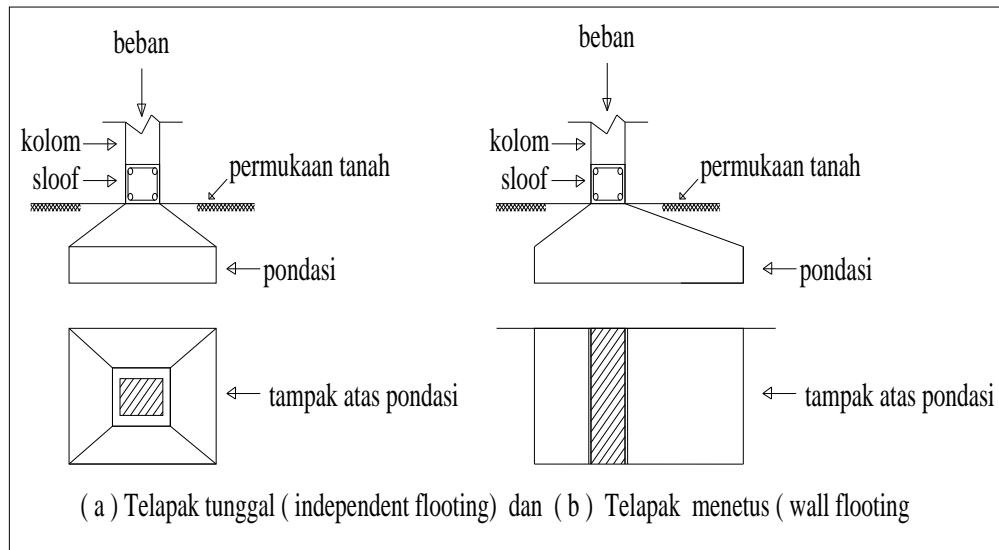 beban
kolom
sloof
permukaan tanah
pondasi
tampak atas pondasi
beban
kolom
sloof
permukaan tanah
pondasi
tampak atas pondasi
( a ) Telapak tunggal ( independent flooting) dan ( b ) Telapak menetus ( wall flooting